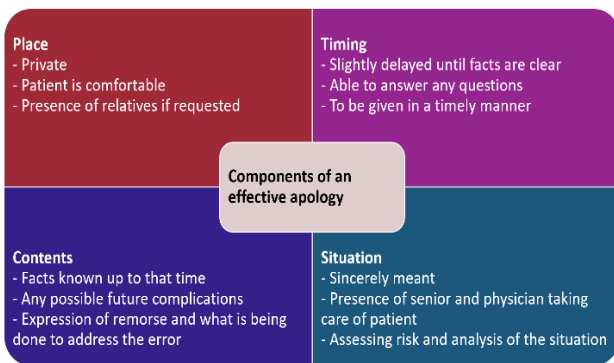 Place
- Private
- Patient is comfortable
- Presence of relatives if requested
Timing
- Slightly delayed until facts are clear
- Able to answer any questions
- To be given in a timely manner
Components of an
effective apology
Contents
- Facts known up to that time
- Any possible future complications
- Expression of remorse and what is being
done to address the error
Situation
- Sincerely meant
- Presence of senior and physician taking
care of patient
- Assessing risk and analysis of the situation